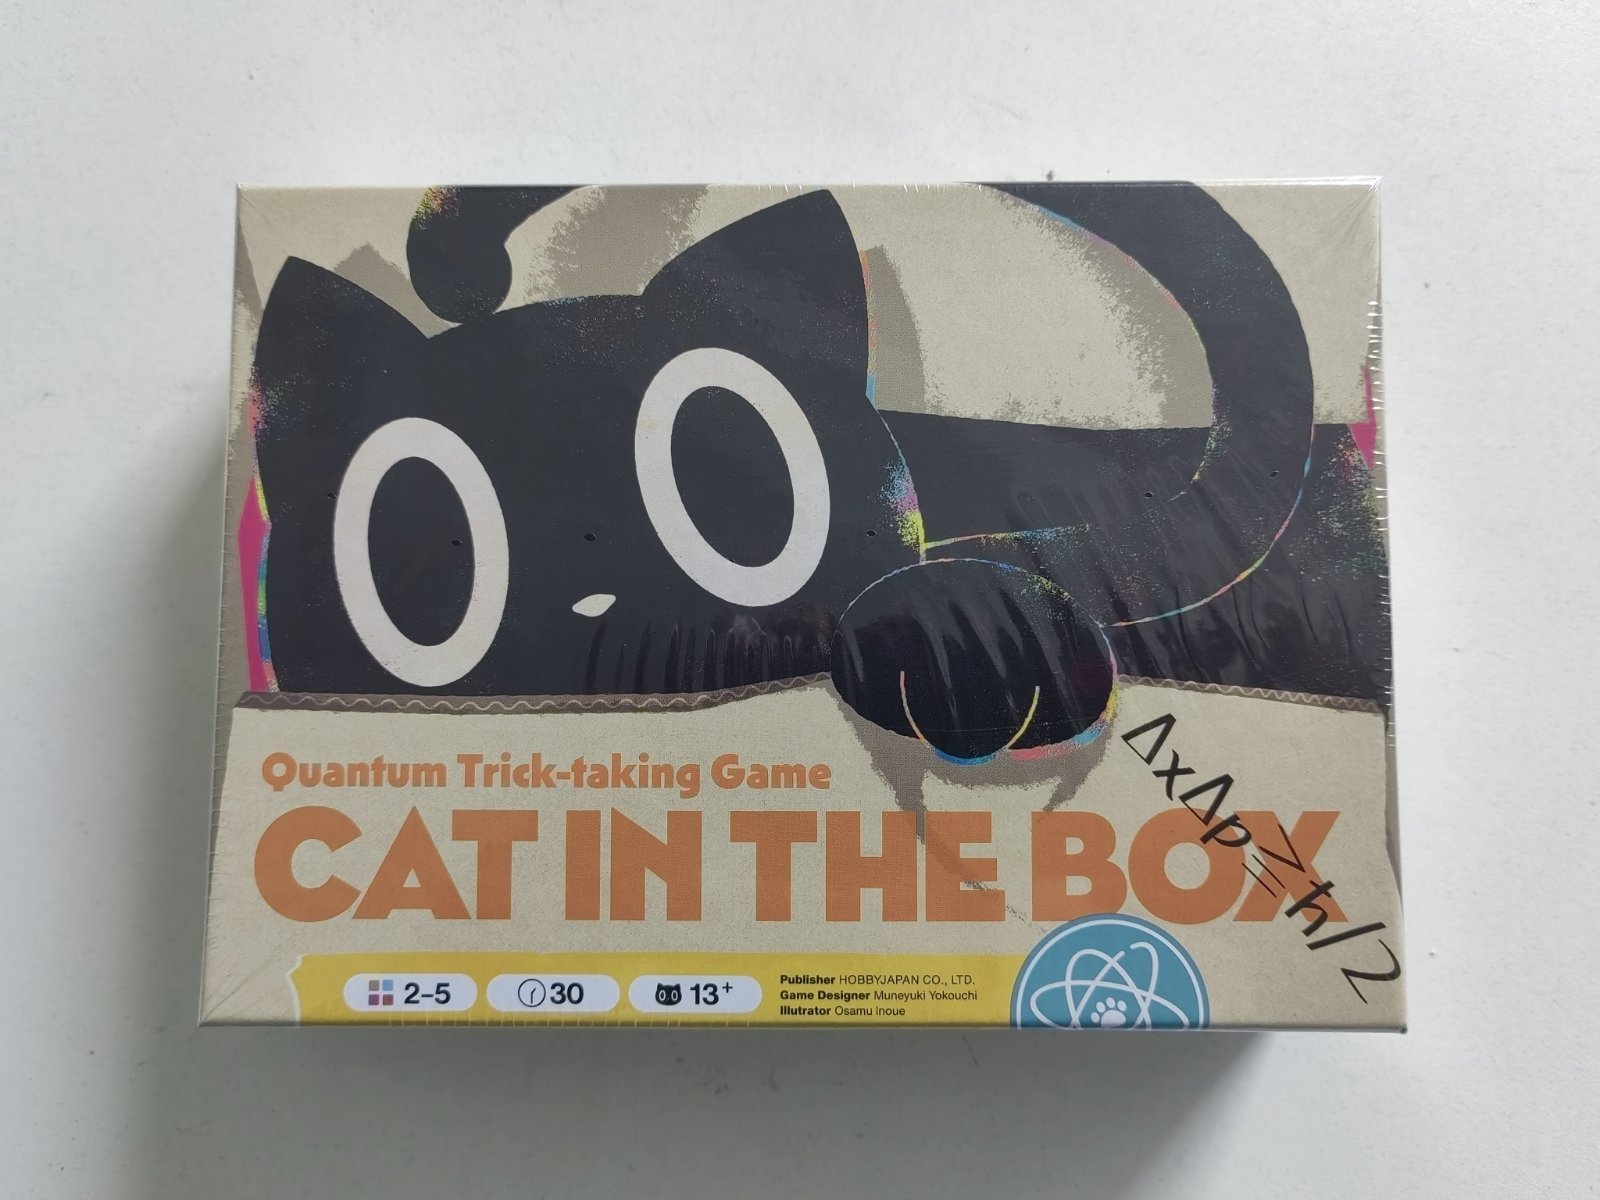 Quantum Trick-taking Game
CAT IN THE BOX
ΔxΔp≥ħ/2
2–5
30
13+
Publisher HOBBYJAPAN CO., LTD.
Game Designer Muneyuki Yokouchi
Illutrator Osamu Inoue